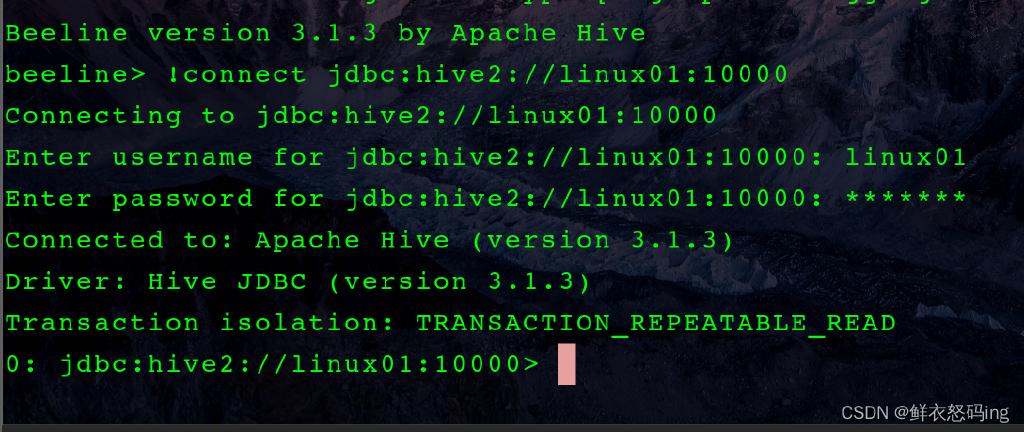 Beeline version 3.1.3 by Apache Hive
beeline> !connect jdbc:hive2://linux01:10000
Connecting to jdbc:hive2://linux01:10000
Enter username for jdbc:hive2://linux01:10000: linux01
Enter password for jdbc:hive2://linux01:10000: *******
Connected to: Apache Hive (version 3.1.3)
Driver: Hive JDBC (version 3.1.3)
Transaction isolation: TRANSACTION_REPEATABLE_READ
0: jdbc:hive2://linux01:10000>
CSDN @鲜衣怒码ing